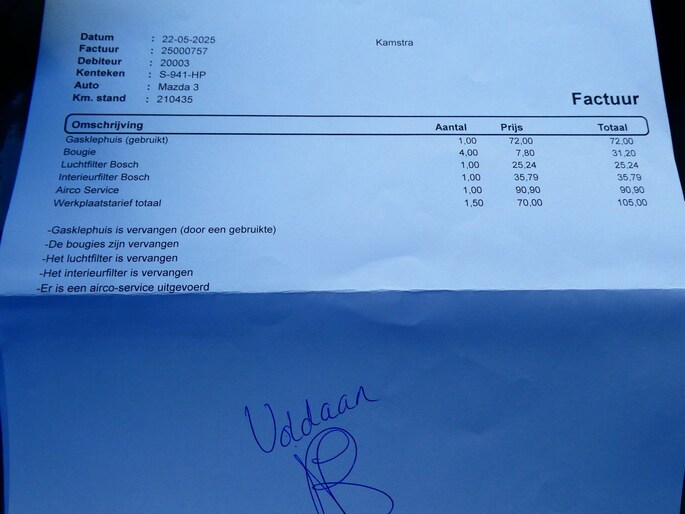 Datum : 22-05-2025
Kamstra
Factuur : 25000757
Debiteur : 20003
Kenteken : S-941-HP
Auto : Mazda 3
Km. stand : 210435
Factuur
Omschrijving Aantal Prijs Totaal
Gasklephuis (gebruikt) 1,00 72,00 72,00
Bougie 4,00 7,80 31,20
Luchtfilter Bosch 1,00 25,24 25,24
Interieurfilter Bosch 1,00 35,79 35,79
Airco Service 1,00 90,90 90,90
Werkplaatstarief totaal 1,50 70,00 105,00
-Gasklephuis is vervangen (door een gebruikte)
-De bougies zijn vervangen
-Het luchtfilter is vervangen
-Het interieurfilter is vervangen
-Er is een airco-service uitgevoerd
Voldaan